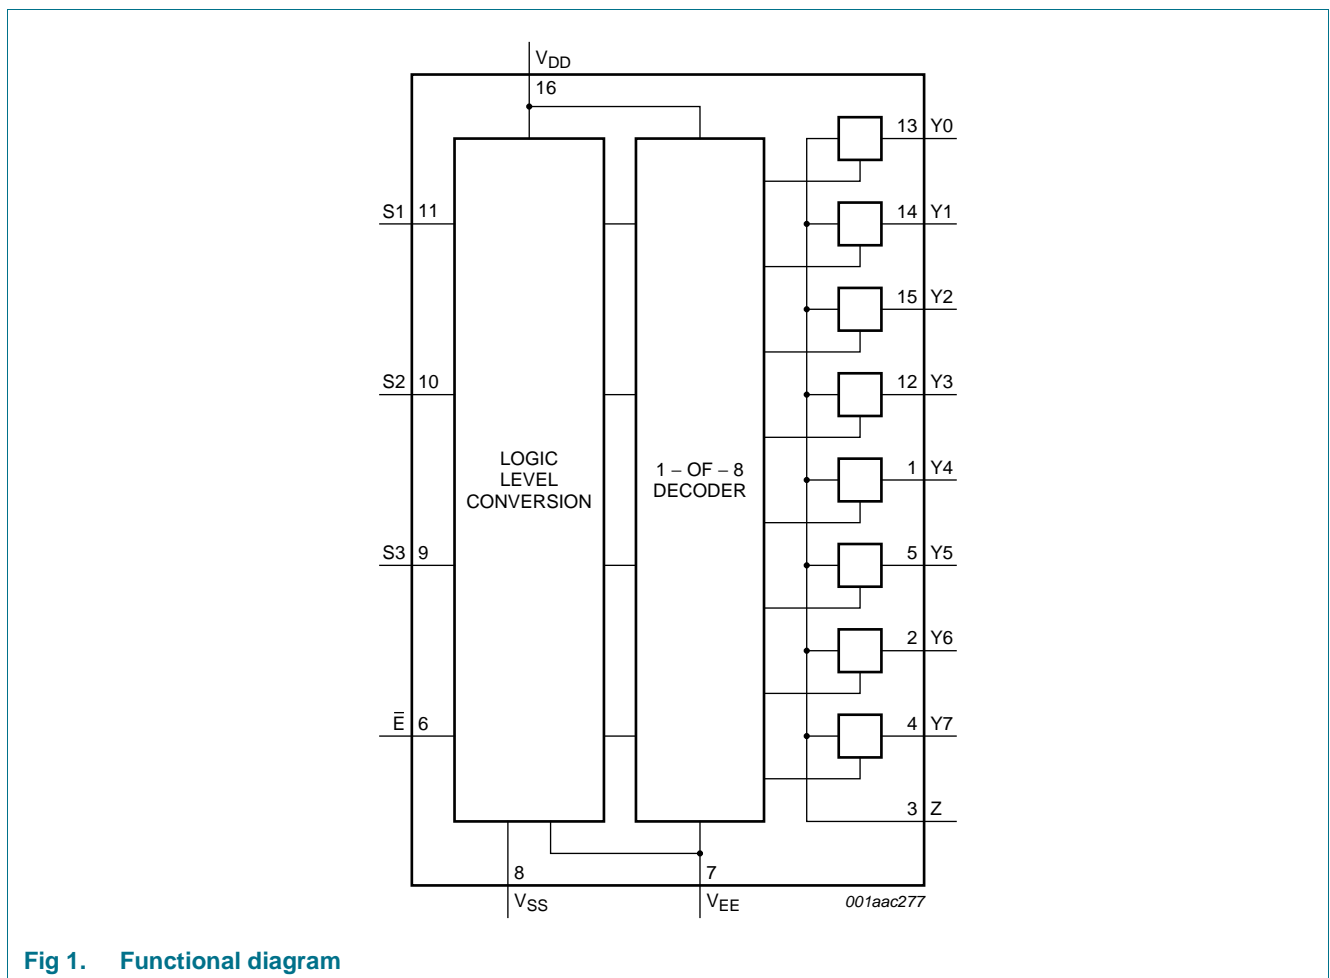 VDD
16
13 Y0
S1 11
14 Y1
15 Y2
S2 10
12 Y3
LOGIC
LEVEL
CONVERSION
1 – OF – 8
DECODER
1 Y4
S3 9
5 Y5
2 Y6
E̅ 6
4 Y7
3 Z
8
7
VSS
VEE
001aac277
Fig 1. Functional diagram